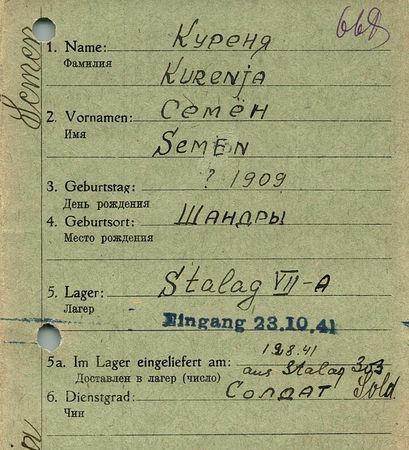 668
1. Name: Куреня
Фамилия
Kurenja
2. Vornamen: Семён
Имя
Semen
3. Geburtstag: ? 1909
День рождения
4. Geburtsort: Шандры
Место рождения
5. Lager: Stalag VII-A
Лагерь
Eingang 23.10.41
5a. Im Lager eingeliefert am: 12.8.41
Доставлен в лагерь (число) aus Stalag 303
6. Dienstgrad: Солдат Sold.
Чин
Semen